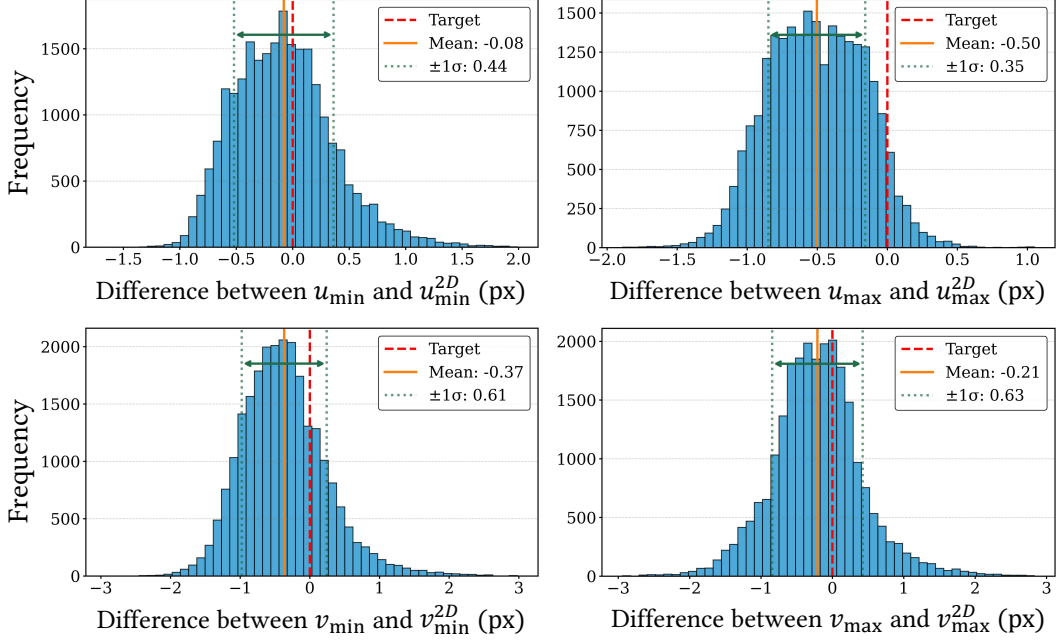 1500
1000
500
0
Frequency
Target
Mean: -0.08
±1σ: 0.44
−1.5 −1.0 −0.5 0.0 0.5 1.0 1.5 2.0
Difference between u_min and u_min^2D (px)
1500
1250
1000
750
500
250
0
Target
Mean: -0.50
±1σ: 0.35
−2.0 −1.5 −1.0 −0.5 0.0 0.5 1.0
Difference between u_max and u_max^2D (px)
2000
1500
1000
500
0
Frequency
Target
Mean: -0.37
±1σ: 0.61
−3 −2 −1 0 1 2 3
Difference between v_min and v_min^2D (px)
2000
1500
1000
500
0
Target
Mean: -0.21
±1σ: 0.63
−3 −2 −1 0 1 2 3
Difference between v_max and v_max^2D (px)